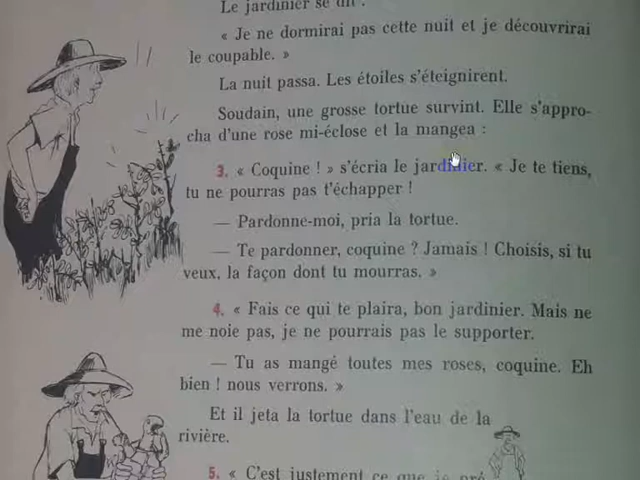 Le jardinier se dit :
« Je ne dormirai pas cette nuit et je découvrirai
le coupable. »
La nuit passa. Les étoiles s'éteignirent.
Soudain, une grosse tortue survint. Elle s'appro-
cha d'une rose mi-éclose et la mangea :
3. « Coquine ! » s'écria le jardinier. « Je te tiens,
tu ne pourras pas t'échapper !
— Pardonne-moi, pria la tortue.
— Te pardonner, coquine ? Jamais ! Choisis, si tu
veux, la façon dont tu mourras. »
4. « Fais ce qui te plaira, bon jardinier. Mais ne
me noie pas, je ne pourrais pas le supporter.
— Tu as mangé toutes mes roses, coquine. Eh
bien ! nous verrons. »
Et il jeta la tortue dans l'eau de la
rivière.
5. « C'est justement ce que je pré